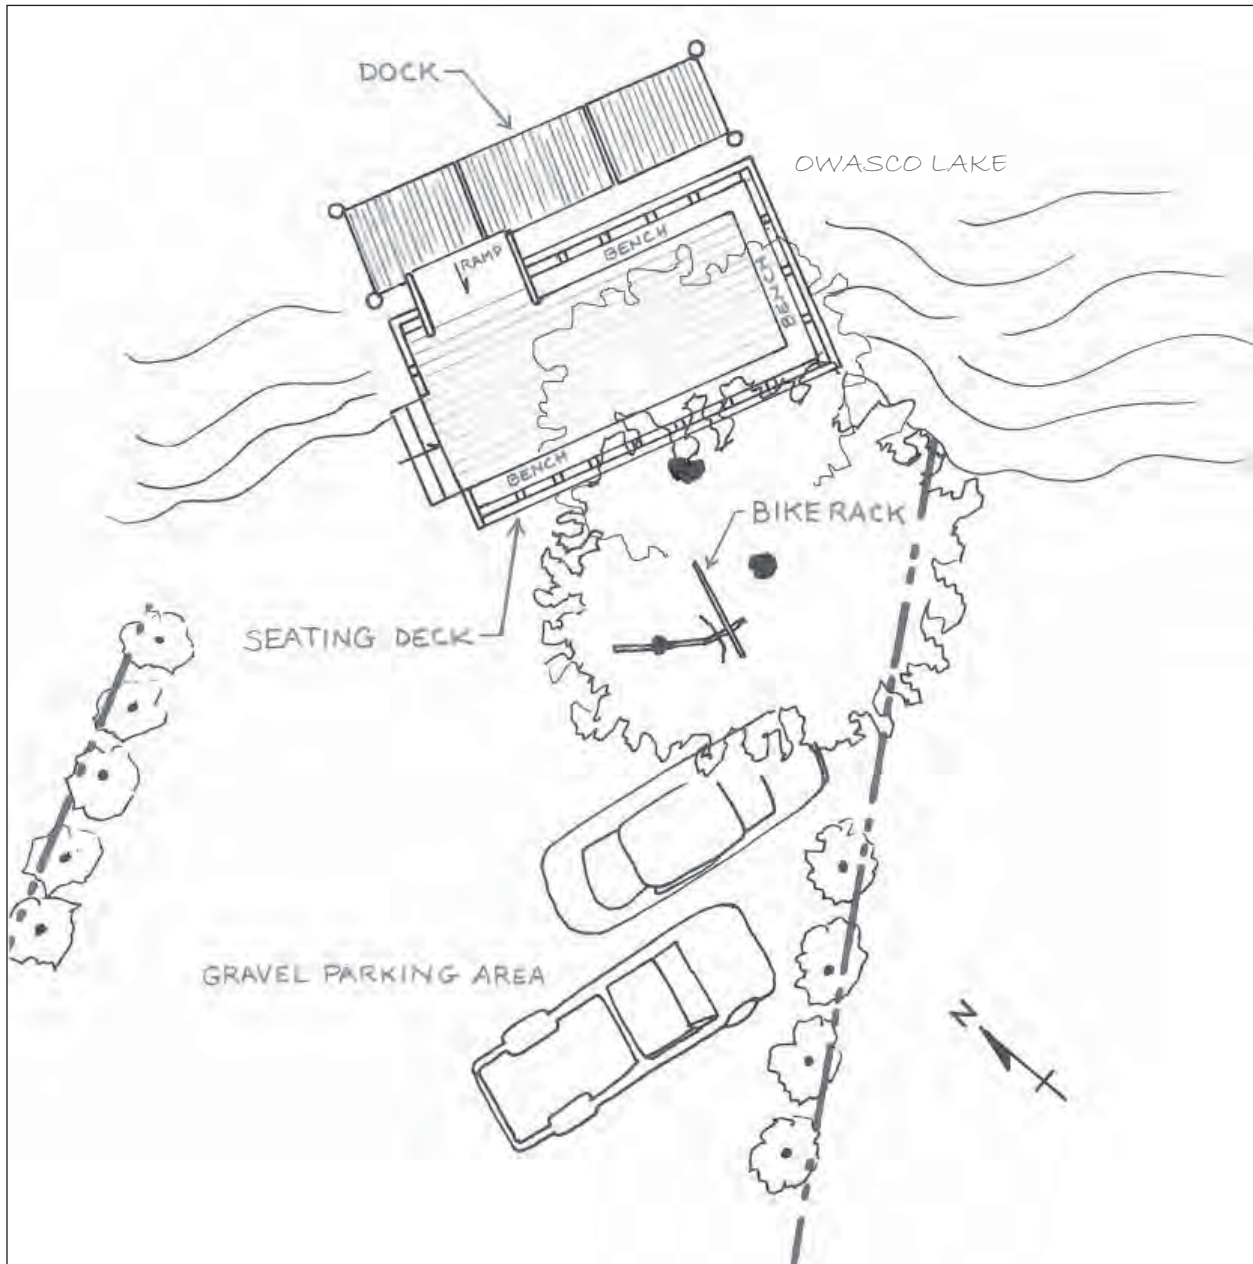 DOCK
OWASCO LAKE
RAMP
BENCH
BENCH
BENCH
BIKE RACK
SEATING DECK
GRAVEL PARKING AREA
N